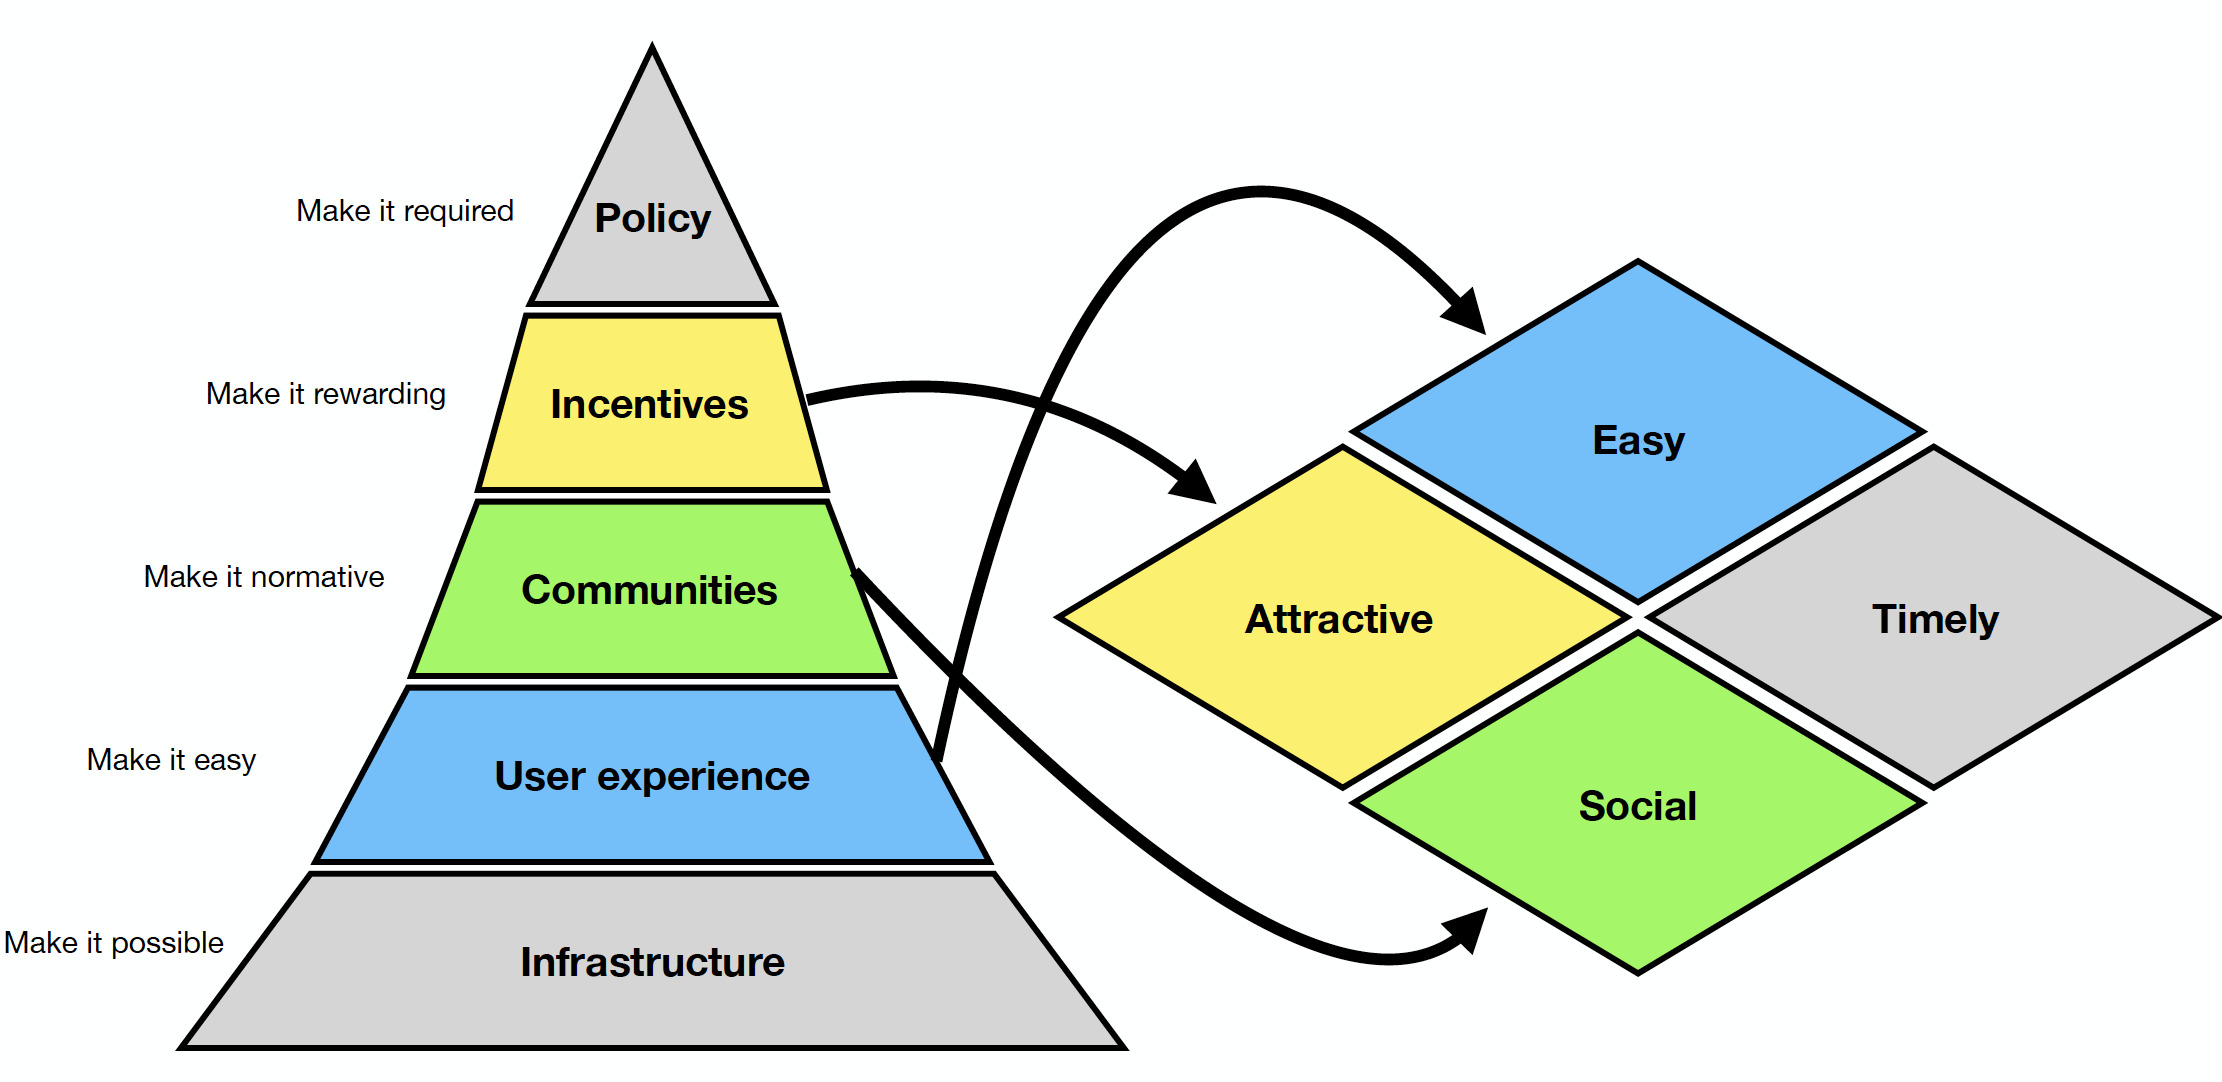 Make it required
Policy
Make it rewarding
Incentives
Make it normative
Communities
Make it easy
User experience
Make it possible
Infrastructure
Easy
Attractive
Timely
Social